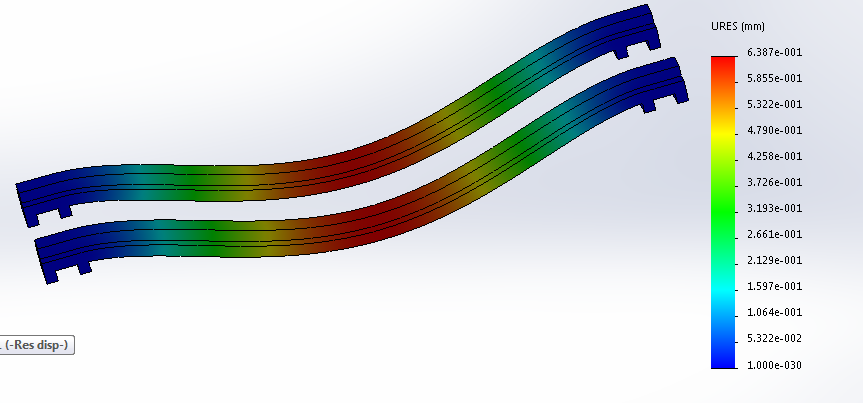 URES (mm)
6.387e-001
5.855e-001
5.322e-001
4.790e-001
4.258e-001
3.726e-001
3.193e-001
2.661e-001
2.129e-001
1.597e-001
1.064e-001
5.322e-002
1.000e-030
. (-Res disp-)